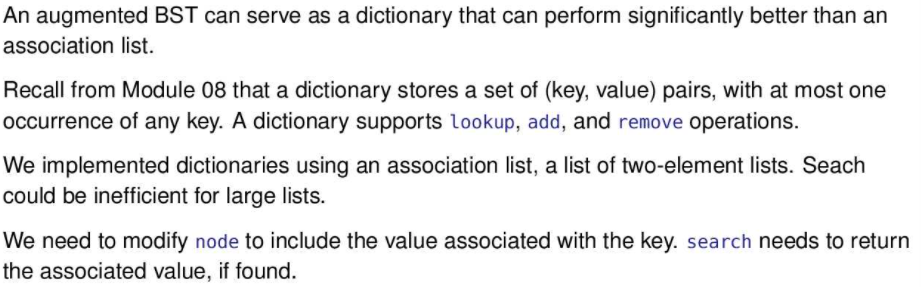 An augmented BST can serve as a dictionary that can perform significantly better than an
association list.
Recall from Module 08 that a dictionary stores a set of (key, value) pairs, with at most one
occurrence of any key. A dictionary supports lookup, add, and remove operations.
We implemented dictionaries using an association list, a list of two-element lists. Seach
could be inefficient for large lists.
We need to modify node to include the value associated with the key. search needs to return
the associated value, if found.